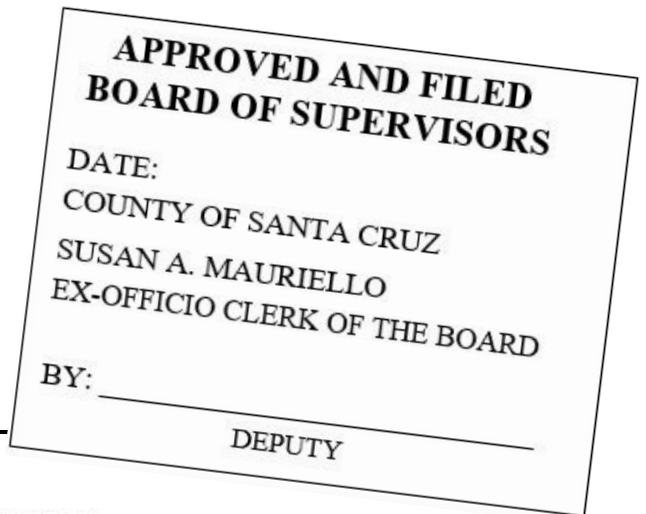 APPROVED AND FILED
BOARD OF SUPERVISORS
DATE:
COUNTY OF SANTA CRUZ
SUSAN A. MAURIELLO
EX-OFFICIO CLERK OF THE BOARD
BY:
DEPUTY